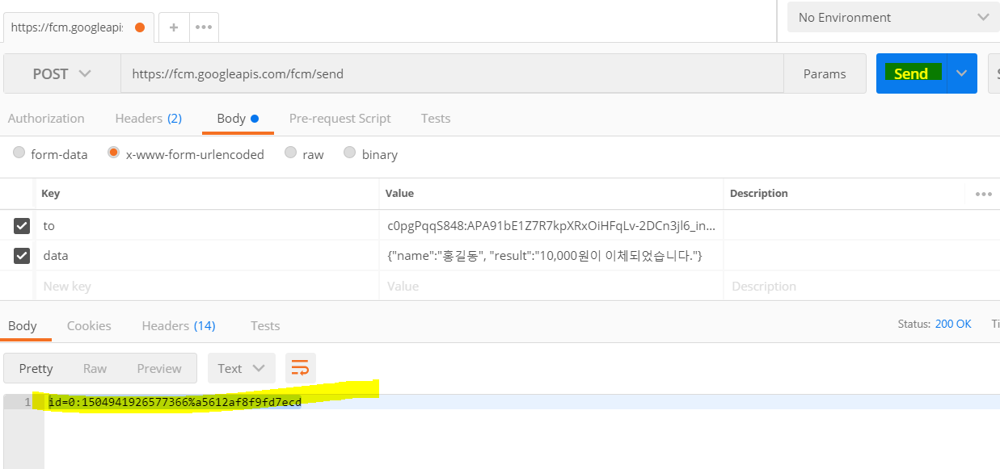 https://fcm.googleapi
No Environment
POST https://fcm.googleapis.com/fcm/send Params Send
Authorization Headers (2) Body Pre-request Script Tests
form-data x-www-form-urlencoded raw binary
Key Value Description
to c0pgPqqS848:APA91bE1Z7R7kpXRxOiHFqLv-2DCn3jl6_in...
data {"name":"홍길동", "result":"10,000원이 이체되었습니다."}
New key Value Description
Body Cookies Headers (14) Tests Status: 200 OK
Pretty Raw Preview Text
1 id=0:1504941926577366%a5612af8f9fd7ecd